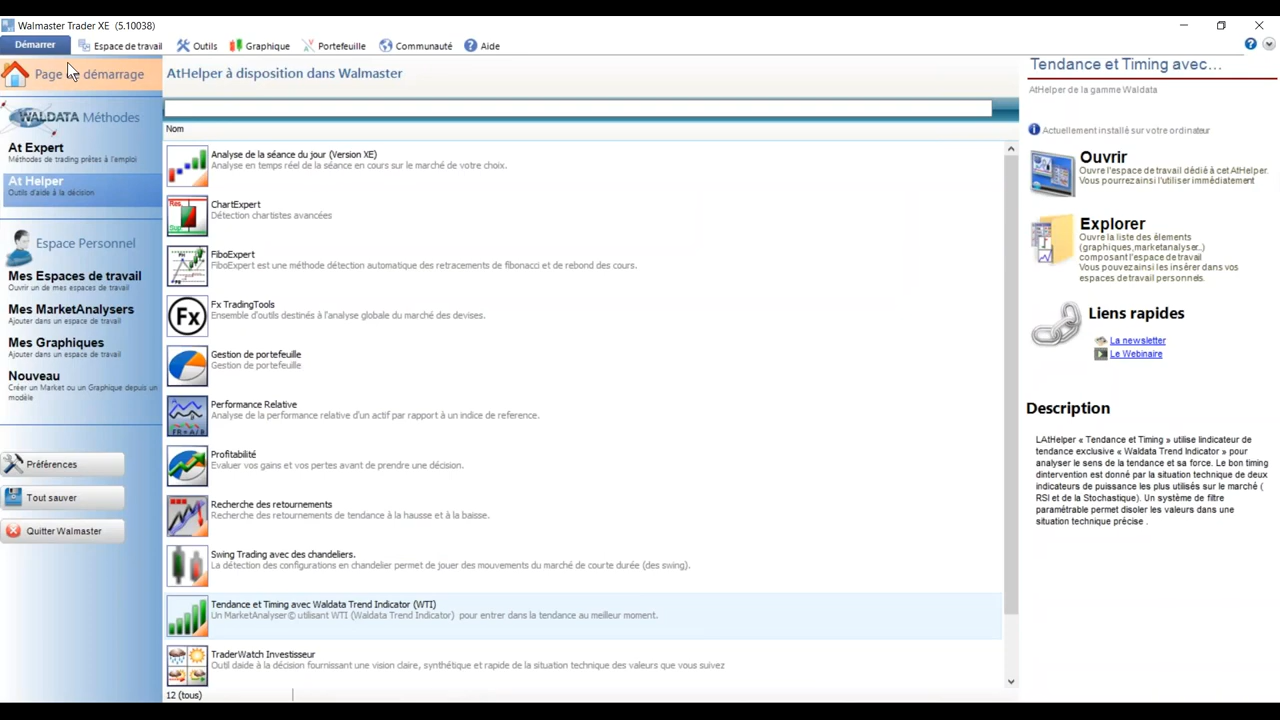 Walmaster Trader XE (5.10038)
Démarrer
Espace de travail
Outils
Graphique
Portefeuille
Communauté
Aide
Page démarrage
WALDATA Méthodes
At Expert
Méthodes de trading prêtes à l'emploi
At Helper
Outils d'aide à la décision
Espace Personnel
Mes Espaces de travail
Ouvrir un de mes espaces de travail
Mes MarketAnalysers
Ajouter dans un espace de travail
Mes Graphiques
Ajouter dans un espace de travail
Nouveau
Créer un Market ou un Graphique depuis un
modèle
Préférences
Tout sauver
Quitter Walmaster
AtHelper à disposition dans Walmaster
Nom
Analyse de la séance du jour (Version XE)
Analyse en temps réel de la séance en cours sur le marché de votre choix.
Res
Sup
ChartExpert
Détection chartistes avancées
FiboExpert
FiboExpert est une méthode détection automatique des retracements de fibonacci et de rebond des cours.
Fx
Fx TradingTools
Ensemble d'outils destinés à l'analyse globale du marché des devises.
Gestion de portefeuille
Gestion de portefeuille
FR = A / B
Performance Relative
Analyse de la performance relative d'un actif par rapport à un indice de reference.
Profitabilité
Evaluer vos gains et vos pertes avant de prendre une décision.
Recherche des retournements
Recherche des retournements de tendance à la hausse et à la baisse.
Swing Trading avec des chandeliers.
La détection des configurations en chandelier permet de jouer des mouvements du marché de courte durée (des swing).
Tendance et Timing avec Waldata Trend Indicator (WTI)
Un MarketAnalyser© utilisant WTI (Waldata Trend Indicator) pour entrer dans la tendance au meilleur moment.
TraderWatch Investisseur
Outil daide à la décision fournissant une vision claire, synthétique et rapide de la situation technique des valeurs que vous suivez
12 (tous)
Tendance et Timing avec...
AtHelper de la gamme Waldata
Actuellement installé sur votre ordinateur
Ouvrir
Ouvre l'espace de travail dédié à cet AtHelper.
Vous pourrezainsi l'utiliser immédiatement
Explorer
Ouvre la liste des élements
(graphiques,marketanalyser..)
composant l'espace de travail
Vous pouvezainsi les insérer dans vos
espaces de travail personnels.
Liens rapides
La newsletter
Le Webinaire
Description
LAtHelper « Tendance et Timing » utilise lindicateur de
tendance exclusive « Waldata Trend Indicator » pour
analyser le sens de la tendance et sa force. Le bon timing
dintervention est donné par la situation technique de deux
indicateurs de puissance les plus utilisés sur le marché (
RSI et de la Stochastique). Un système de filtre
paramétrable permet disoler les valeurs dans une
situation technique précise .